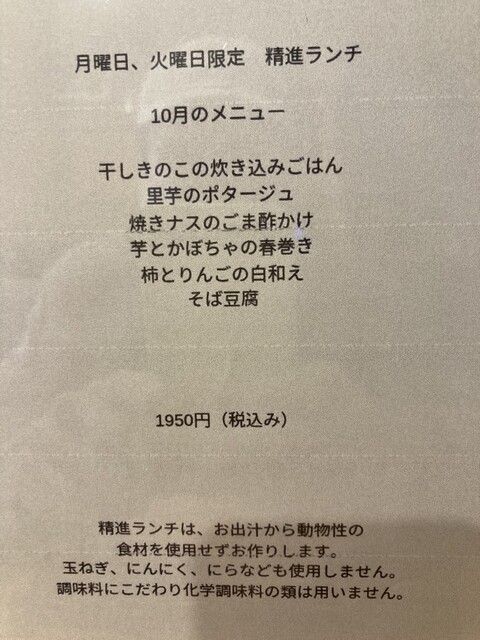 月曜日、火曜日限定　精進ランチ
10月のメニュー
干しきのこの炊き込みごはん
里芋のポタージュ
焼きナスのごま酢かけ
芋とかぼちゃの春巻き
柿とりんごの白和え
そば豆腐
1950円（税込み）
精進ランチは、お出汁から動物性の
食材を使用せずお作りします。
玉ねぎ、にんにく、にらなども使用しません。
調味料にこだわり化学調味料の類は用いません。